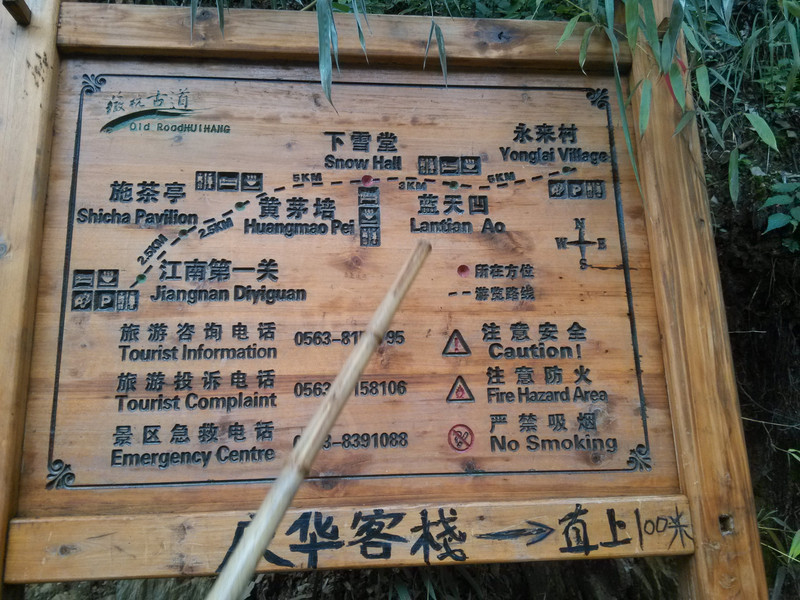 徽杭古道
Old RoadHUIHANG
下雪堂
Snow Hall
永来村
Yonglai Village
施茶亭
Shicha Pavilion
5KM
3KM
5KM
黄茅培
Huangmao Pei
蓝天凹
Lantian Ao
2.5KM
2.5KM
N
W E
S
江南第一关
Jiangnan Diyiguan
所在方位
游览路线
旅游咨询电话
Tourist Information
注意安全
Caution!
旅游投诉电话
Tourist Complaint
注意防火
Fire Hazard Area
景区急救电话
Emergency Centre
严禁吸烟
No Smoking
华客栈→直上100米